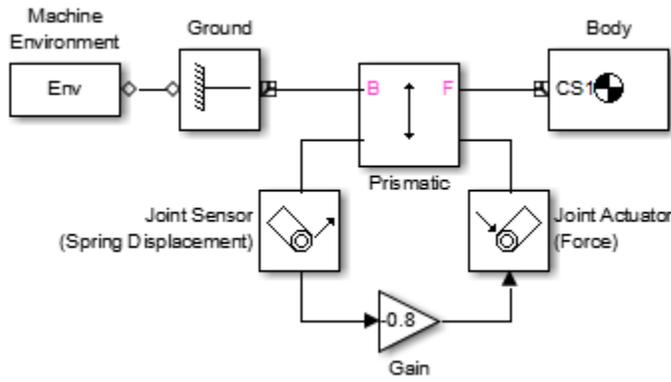 Machine
Environment
Ground
Body
Env
B
F
CS1
Prismatic
Joint Sensor
(Spring Displacement)
Joint Actuator
(Force)
-0.8
Gain